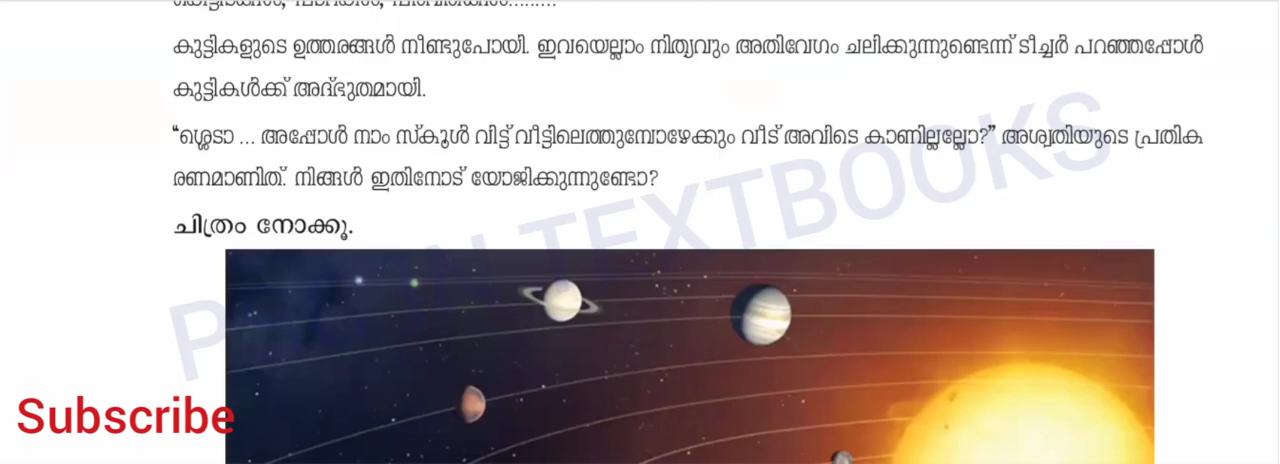 കുട്ടികളുടെ ഉത്തരങ്ങൾ നീണ്ടുപോയി. ഇവയെല്ലാം നിത്യവും അതിവേഗം ചലിക്കുന്നുണ്ടെന്ന് ടീച്ചർ പറഞ്ഞപ്പോൾ
കുട്ടികൾക്ക് അദ്ഭുതമായി.
“ശ്ശെടാ ... അപ്പോൾ നാം സ്കൂൾ വിട്ട് വീട്ടിലെത്തുമ്പോഴേക്കും വീട് അവിടെ കാണില്ലല്ലോ?” അശ്വതിയുടെ പ്രതിക
രണമാണിത്. നിങ്ങൾ ഇതിനോട് യോജിക്കുന്നുണ്ടോ?
ചിത്രം നോക്കൂ.
TEXTBOOKS
Subscribe